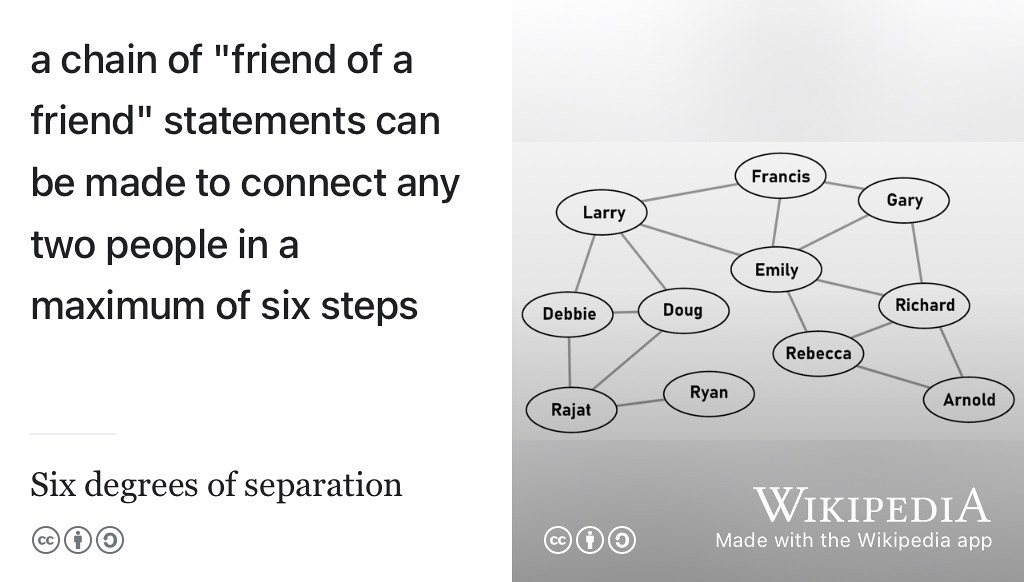 a chain of "friend of a
friend" statements can
be made to connect any
two people in a
maximum of six steps
Six degrees of separation
cc
Francis
Gary
Larry
Emily
Debbie
Doug
Richard
Rebecca
Ryan
Rajat
Arnold
WIKIPEDIA
cc
Made with the Wikipedia app